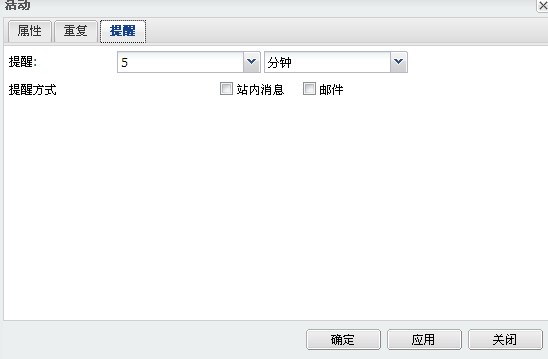 活动
属性 重复 提醒
提醒: 5 分钟
提醒方式 站内消息 邮件
确定 应用 关闭